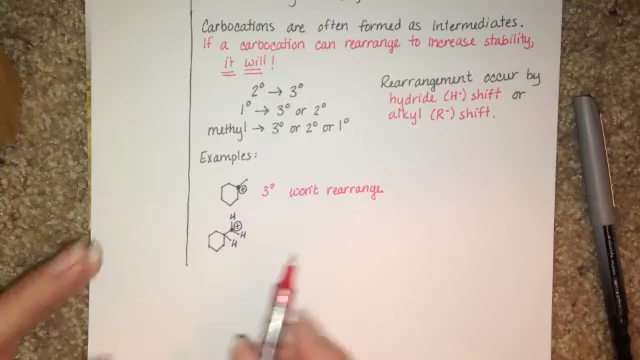 Carbocations are often formed as intermediates.
If a carbocation can rearrange to increase stability,
it will!
2° → 3°
1° → 3° or 2°
methyl → 3° or 2° or 1°
Rearrangement occur by
hydride (H⁻) shift or
alkyl (R⁻) shift.
Examples:
⊕ 3° won't rearrange
H
⊕
H
H